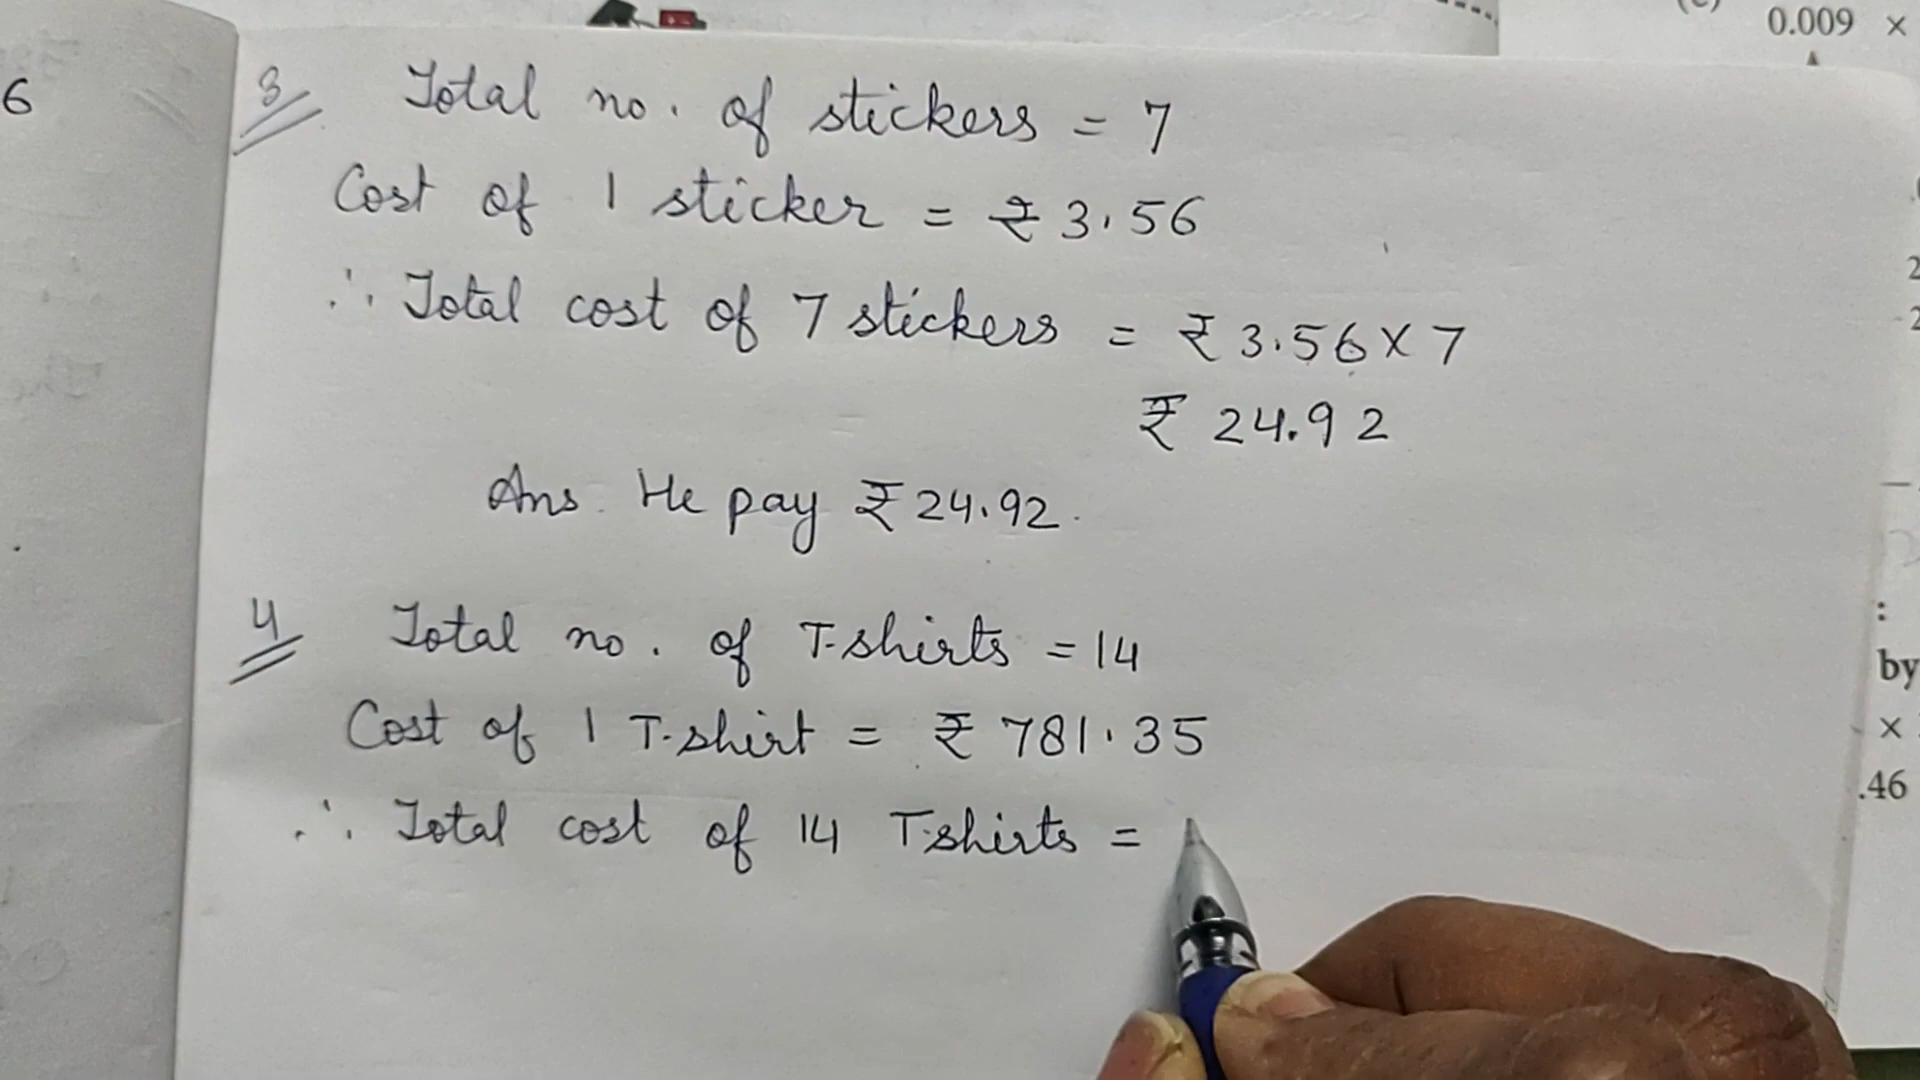 (c)
0.009 ×
6
3 Total no. of stickers = 7
Cost of 1 sticker = ₹ 3.56
∴ Total cost of 7 stickers = ₹ 3.56 X 7
₹ 24.92
Ans. He pay ₹ 24.92.
4 Total no. of T-shirts = 14
Cost of 1 T-shirt = ₹ 781.35
∴ Total cost of 14 T-shirts =
2
2
:
by
×
.46